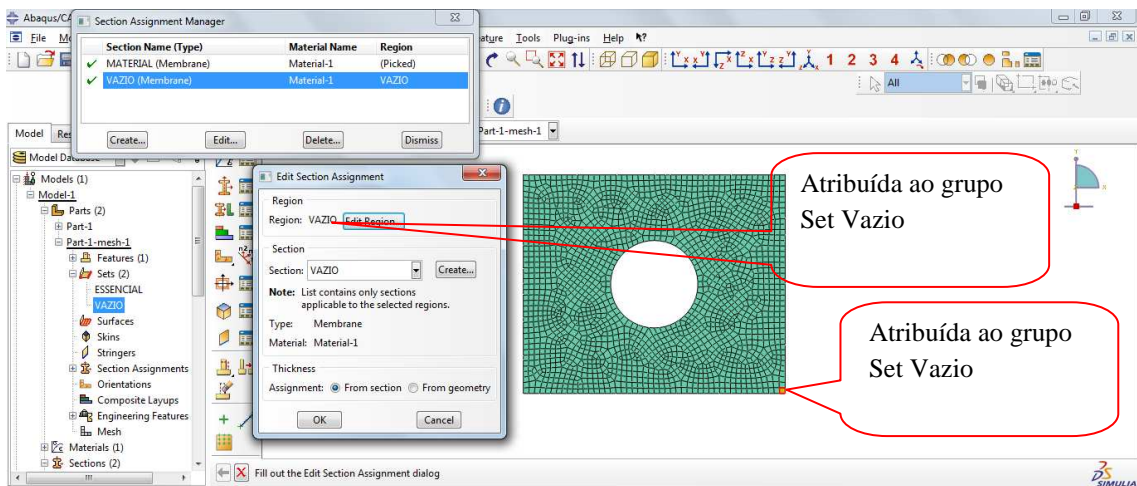 Abaqus/CA
Section Assignment Manager
Section Name (Type) Material Name Region
MATERIAL (Membrane) Material-1 (Picked)
VAZIO (Membrane) Material-1 VAZIO
Create... Edit... Delete... Dismiss
File
Tools Plug-ins Help
1 2 3 4
All
Part-1-mesh-1
Model
Models (1)
Model-1
Parts (2)
Part-1
Part-1-mesh-1
Features (1)
Sets (2)
ESSENCIAL
VAZIO
Surfaces
Skins
Stringers
Section Assignments
Orientations
Composite Layups
Engineering Features
Mesh
Materials (1)
Sections (2)
Edit Section Assignment
Region
Region: VAZIO Edit Region...
Section
Section: VAZIO Create...
Note: List contains only sections
applicable to the selected regions.
Type: Membrane
Material: Material-1
Thickness
Assignment: From section From geometry
OK Cancel
Atribuída ao grupo
Set Vazio
Atribuída ao grupo
Set Vazio
Fill out the Edit Section Assignment dialog
SIMULIA